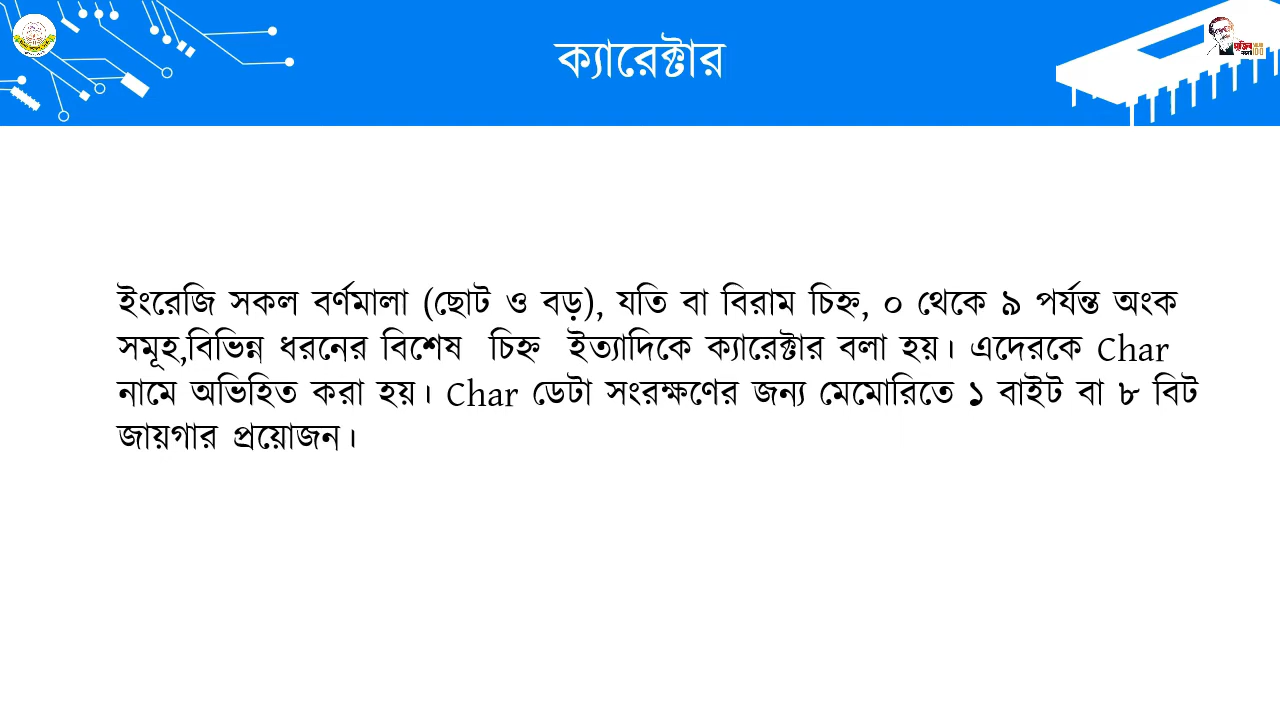 ক্যারেক্টার
ইংরেজি সকল বর্ণমালা (ছোট ও বড়), যতি বা বিরাম চিহ্ন, ০ থেকে ৯ পর্যন্ত অংক
সমূহ,বিভিন্ন ধরনের বিশেষ চিহ্ন ইত্যাদিকে ক্যারেক্টার বলা হয়। এদেরকে Char
নামে অভিহিত করা হয়। Char ডেটা সংরক্ষণের জন্য মেমোরিতে ১ বাইট বা ৮ বিট
জায়গার প্রয়োজন।